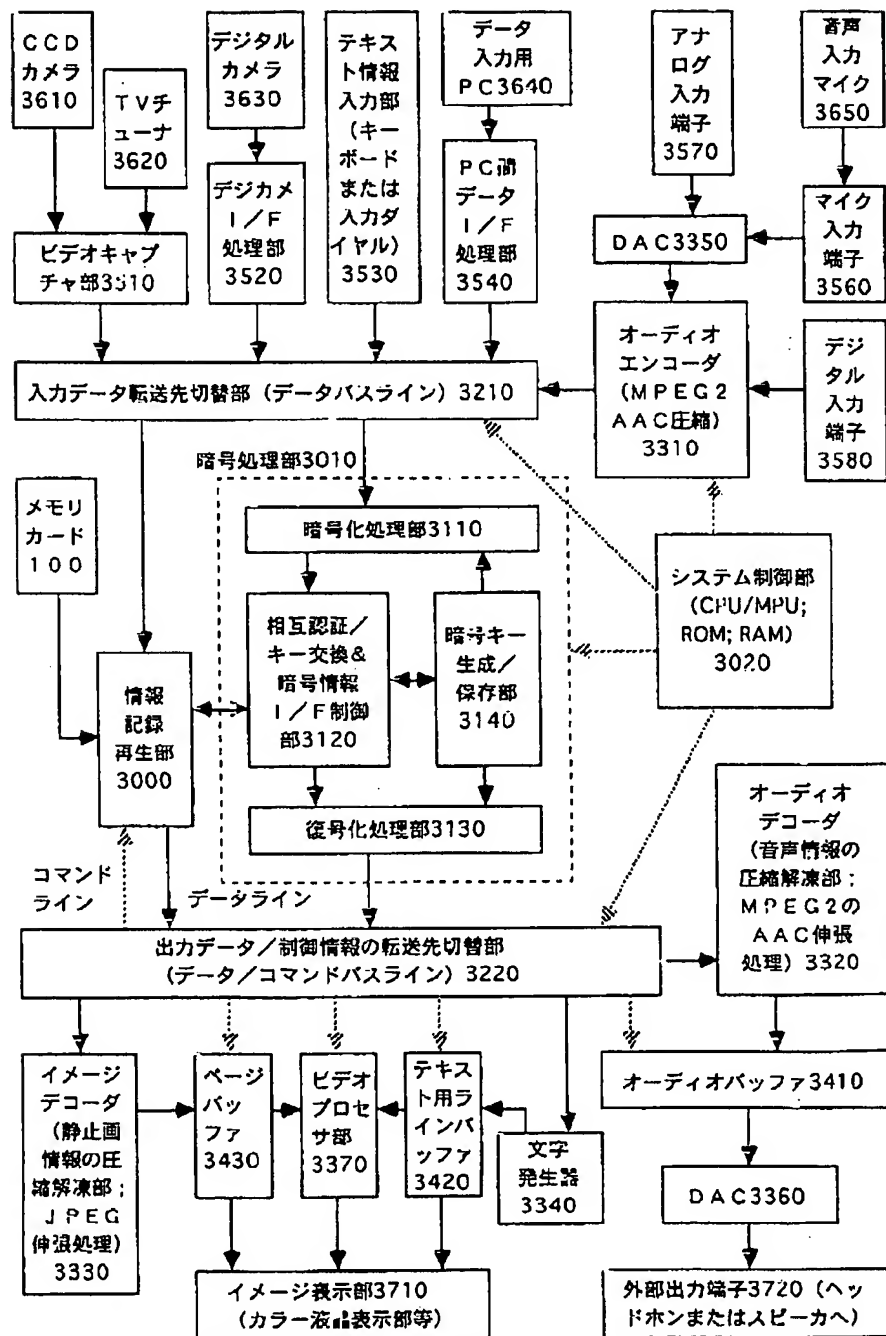 CCD
カメラ
3610
TVチ
ューナ
3620
デジタル
カメラ
3630
テキス
ト情報
入力部
(キー
ボード
または
入力ダ
イヤル)
3530
データ
入力用
PC3640
アナ
ログ
入力
端子
3570
音声
入力
マイク
3650
ビデオキャプ
チャ部3510
デジカメ
I/F
処理部
3520
PC間
データ
I/F
処理部
3540
DAC3350
マイク
入力
端子
3560
入力データ転送先切替部(データバスライン)3210
オーディオ
エンコーダ
(MPEG2
AAC圧縮)
3310
デジ
タル
入力
端子
3580
暗号処理部3010
メモリ
カード
100
暗号化処理部3110
相互認証/
キー交換&
暗号情報
I/F制御
部3120
暗号キー
生成/
保存部
3140
システム制御部
(CPU/MPU;
ROM;RAM)
3020
情報
記録
再生部
3000
復号化処理部3130
コマンド
ライン
データライン
オーディオ
デコーダ
(音声情報の
圧縮解凍部;
MPEG2の
AAC伸張
処理)3320
出力データ/制御情報の転送先切替部
(データ/コマンドバスライン)3220
イメージ
デコーダ
(静止画
情報の圧
縮解凍部;
JPEG
伸張処理)
3330
ページ
バッ
ファ
3430
ビデオ
プロセ
サ部
3370
テキス
ト用ラ
インバ
ッファ
3420
文字
発生器
3340
オーディオバッファ3410
DAC3360
イメージ表示部3710
(カラー液晶表示部等)
外部出力端子3720(ヘッ
ドホンまたはスピーカへ)